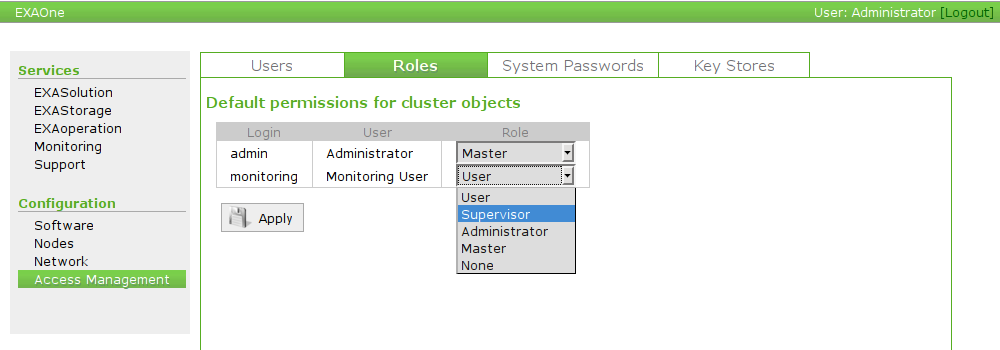 EXAOne
User: Administrator [Logout]
Services
EXASolution
EXAStorage
EXAoperation
Monitoring
Support
Configuration
Software
Nodes
Network
Access Management
Users Roles System Passwords Key Stores
Default permissions for cluster objects
Login User Role
admin Administrator Master
monitoring Monitoring User User
User
Supervisor
Administrator
Master
None
Apply